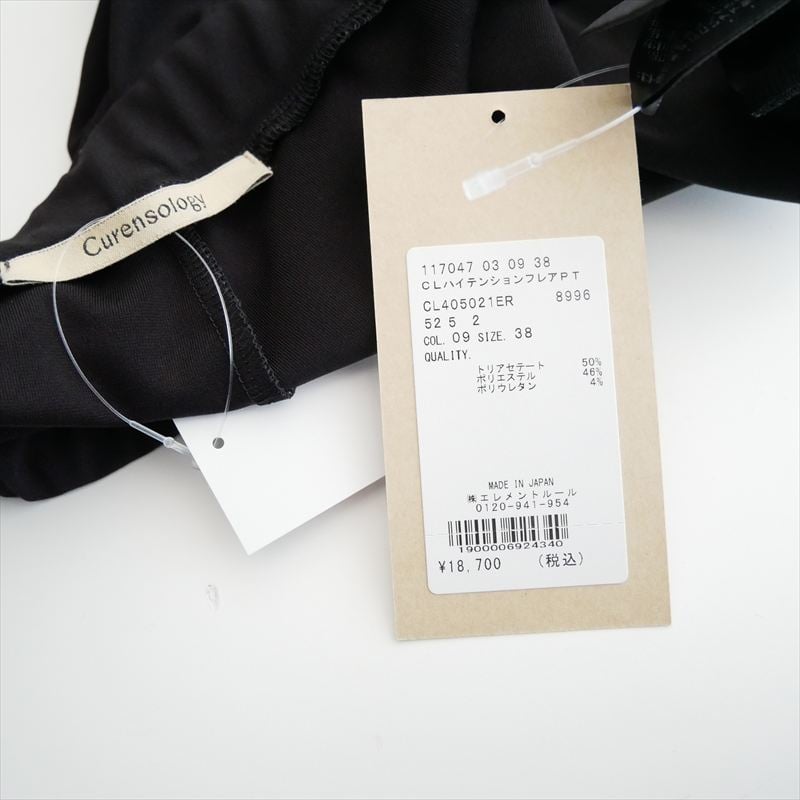 Curensology
117047 03 09 38
CLハイテンションフレアPT
CL405021ER 8996
52 5 2
COL. 09 SIZE. 38
QUALITY.
トリアセテート 50%
ポリエステル 46%
ポリウレタン 4%
MADE IN JAPAN
㈱エレメントルール
0120-941-954
1900006924340
¥18,700 (税込)